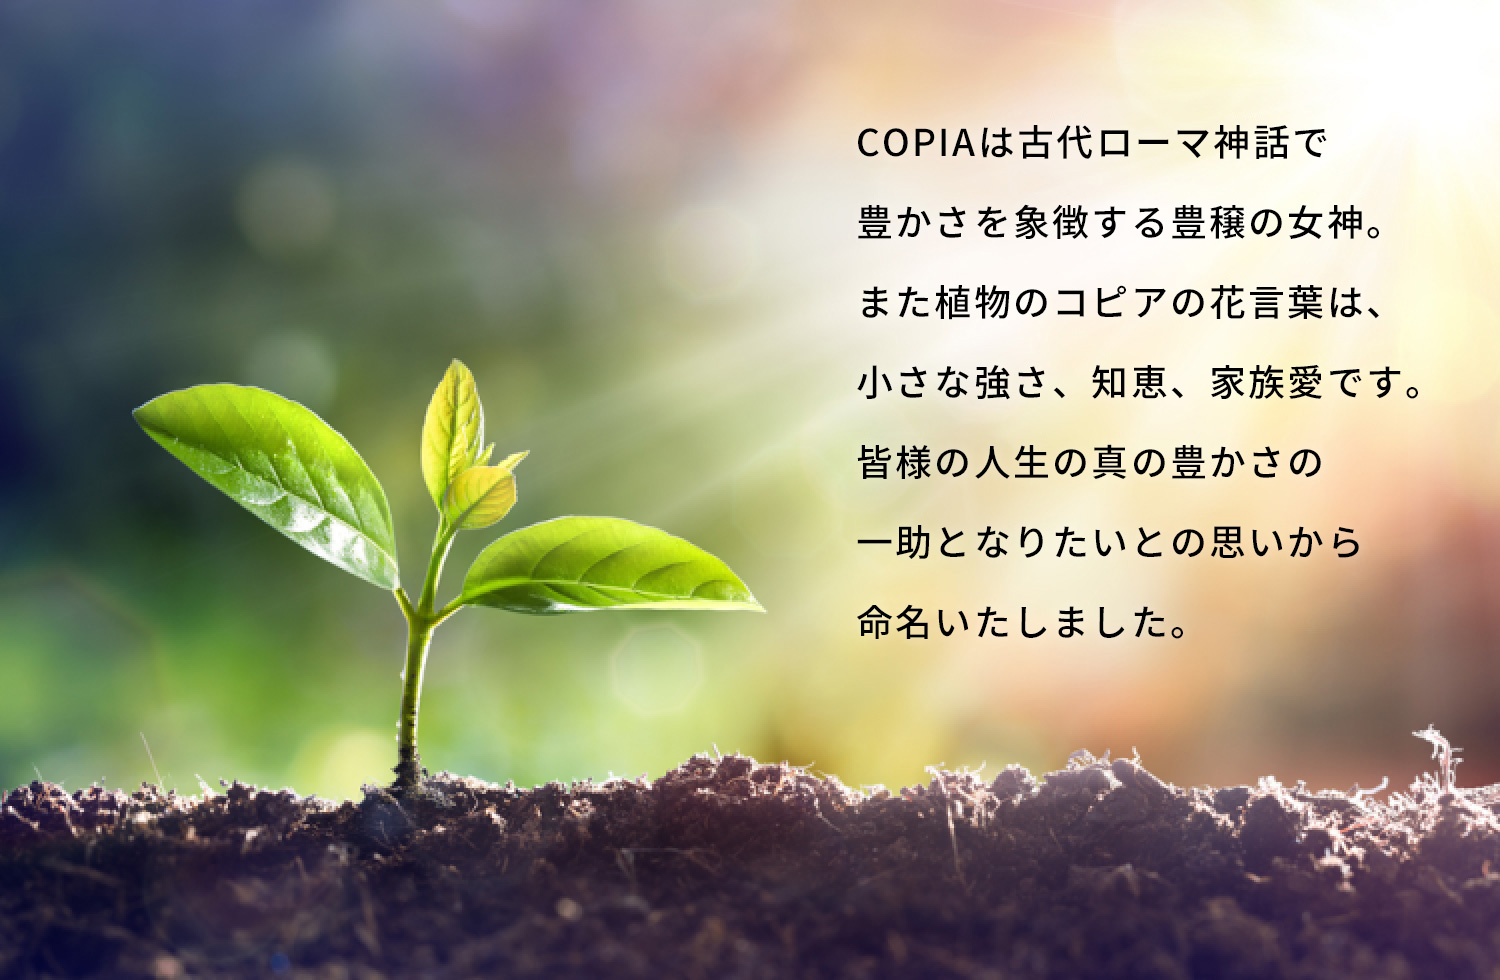 COPIAは古代ローマ神話で
豊かさを象徴する豊穣の女神。
また植物のコピアの花言葉は、
小さな強さ、知恵、家族愛です。
皆様の人生の真の豊かさの
一助となりたいとの思いから
命名いたしました。